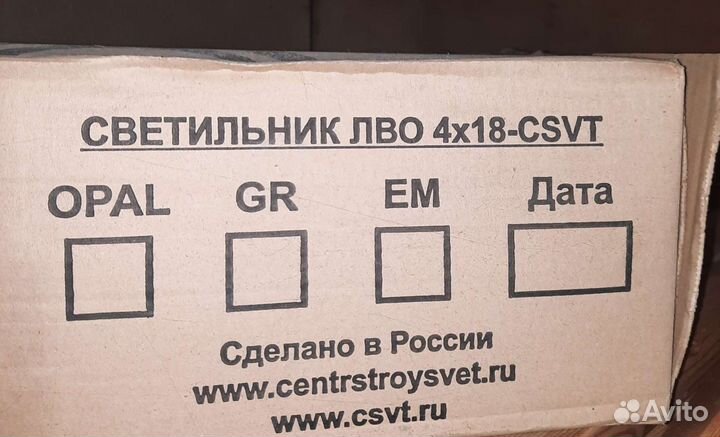 СВЕТИЛЬНИК ЛВО 4х18-CSVT
OPAL GR EM Дата
Сделано в России
www.centrstroysvet.ru
www.csvt.ru
Avito